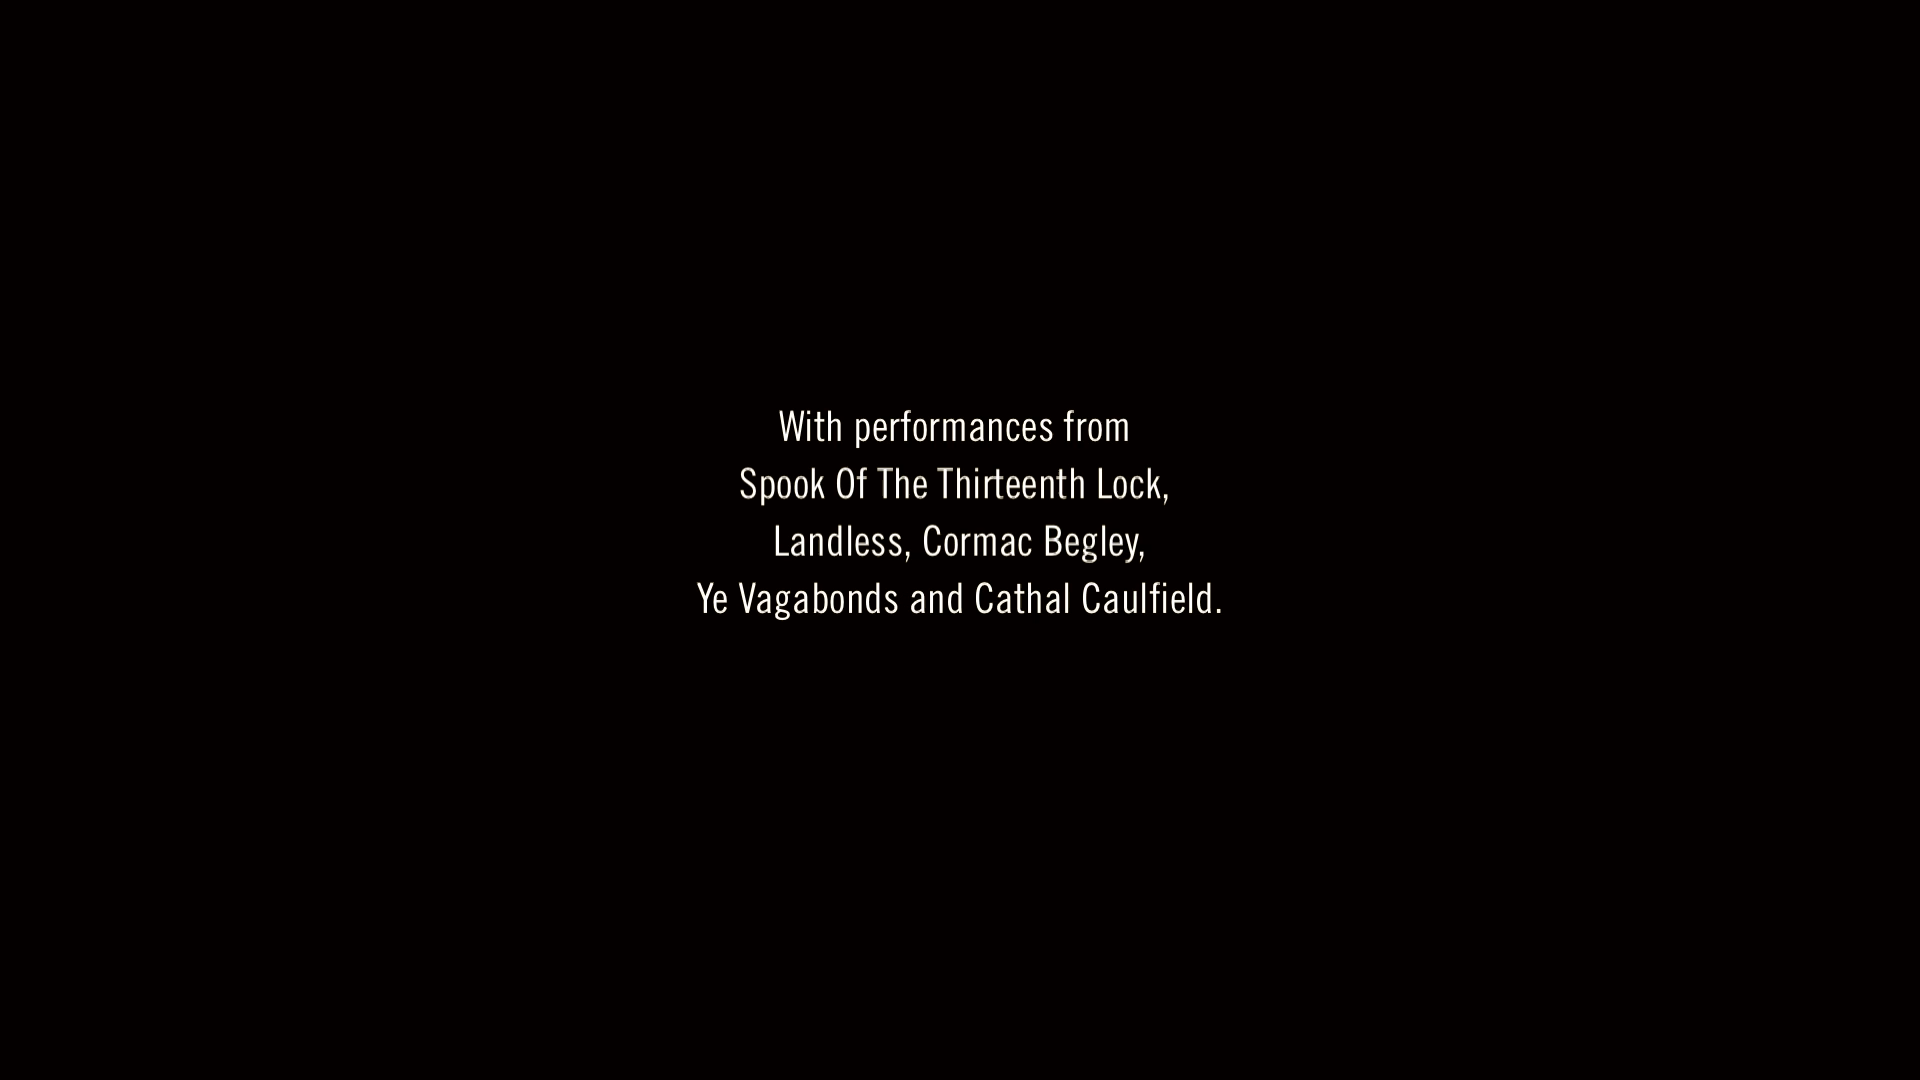 With performances from
Spook Of The Thirteenth Lock,
Landless, Cormac Begley,
Ye Vagabonds and Cathal Caulfield.